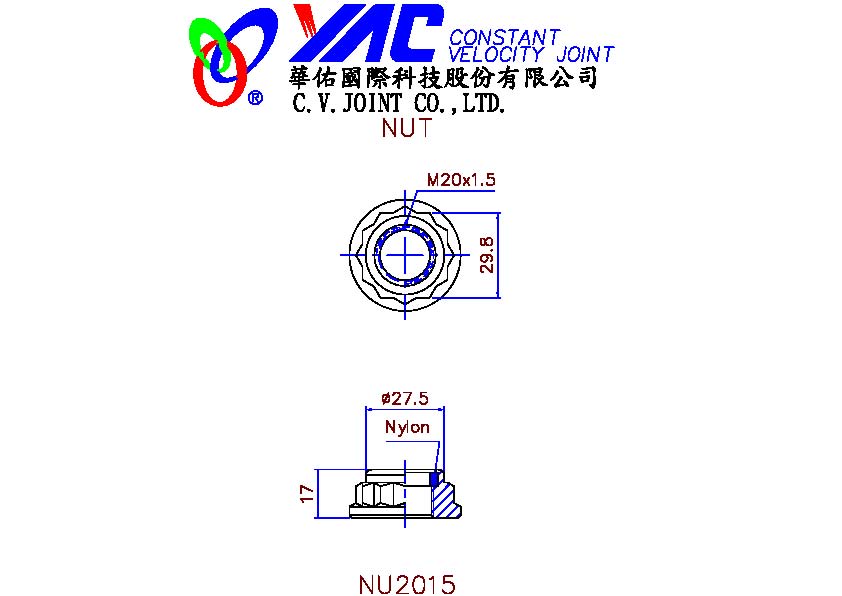 YAC CONSTANT
VELOCITY JOINT
®
華佑國際科技股份有限公司
C.V.JOINT CO.,LTD.
NUT
M20x1.5
29.8
ø27.5
Nylon
17
NU2015